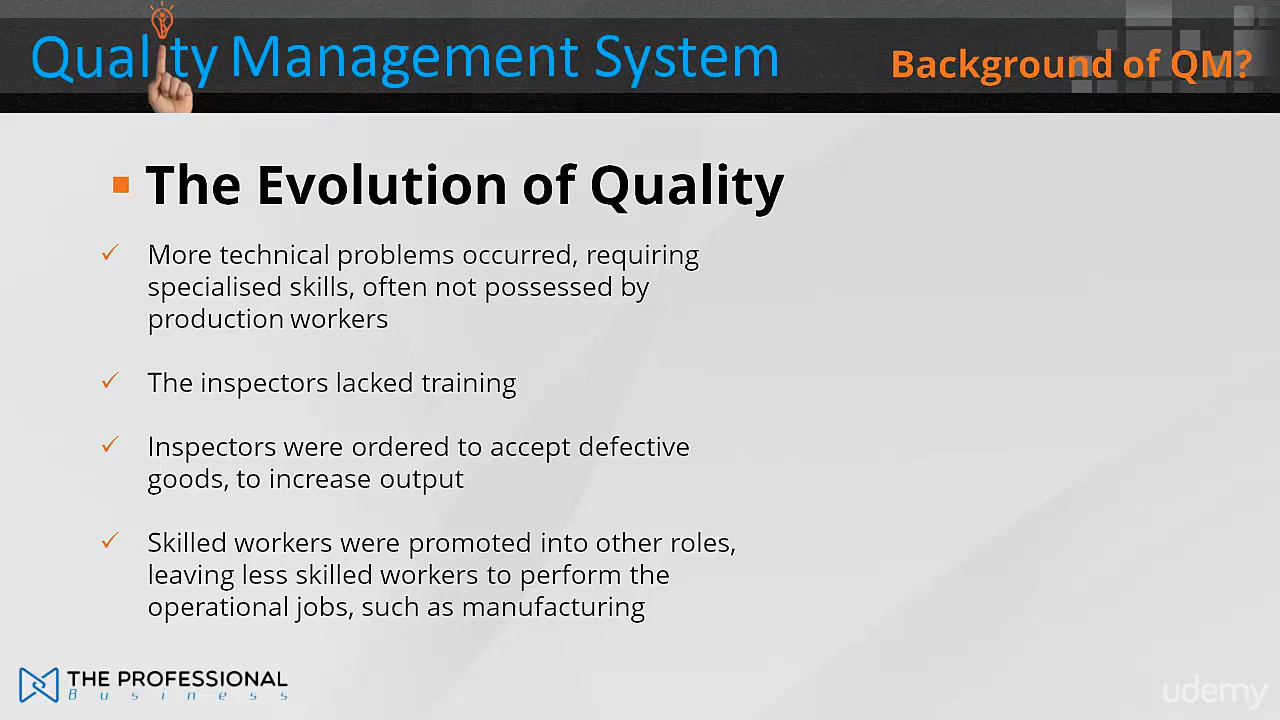 Quality Management System
Background of QM?
The Evolution of Quality
More technical problems occurred, requiring
specialised skills, often not possessed by
production workers
The inspectors lacked training
Inspectors were ordered to accept defective
goods, to increase output
Skilled workers were promoted into other roles,
leaving less skilled workers to perform the
operational jobs, such as manufacturing
THE PROFESSIONAL
Business
udemy